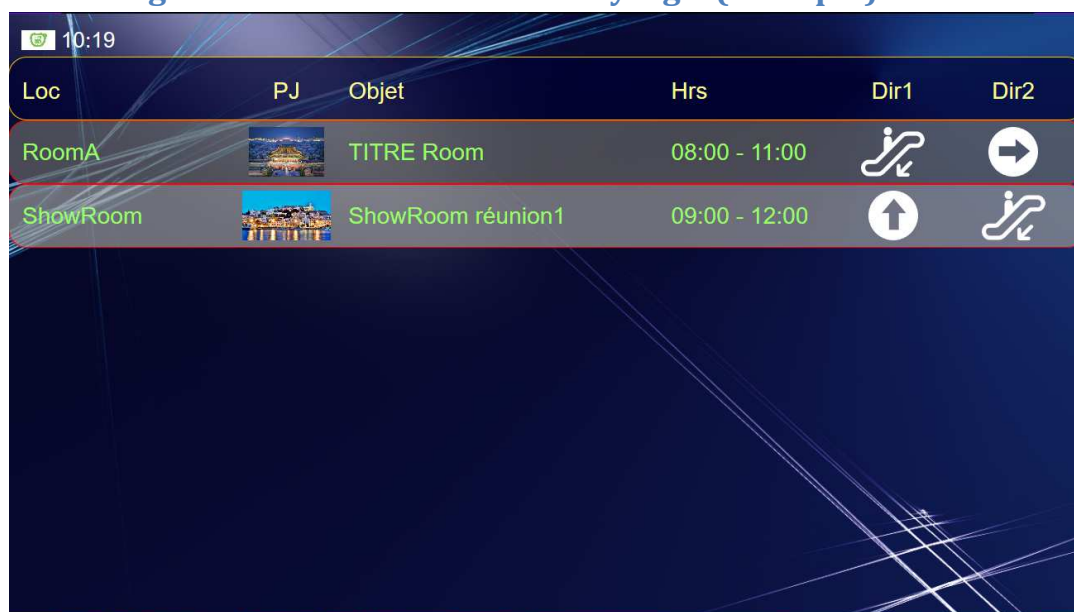 10:19
Loc PJ Objet Hrs Dir1 Dir2
RoomA TITRE Room 08:00 - 11:00
ShowRoom ShowRoom réunion1 09:00 - 12:00